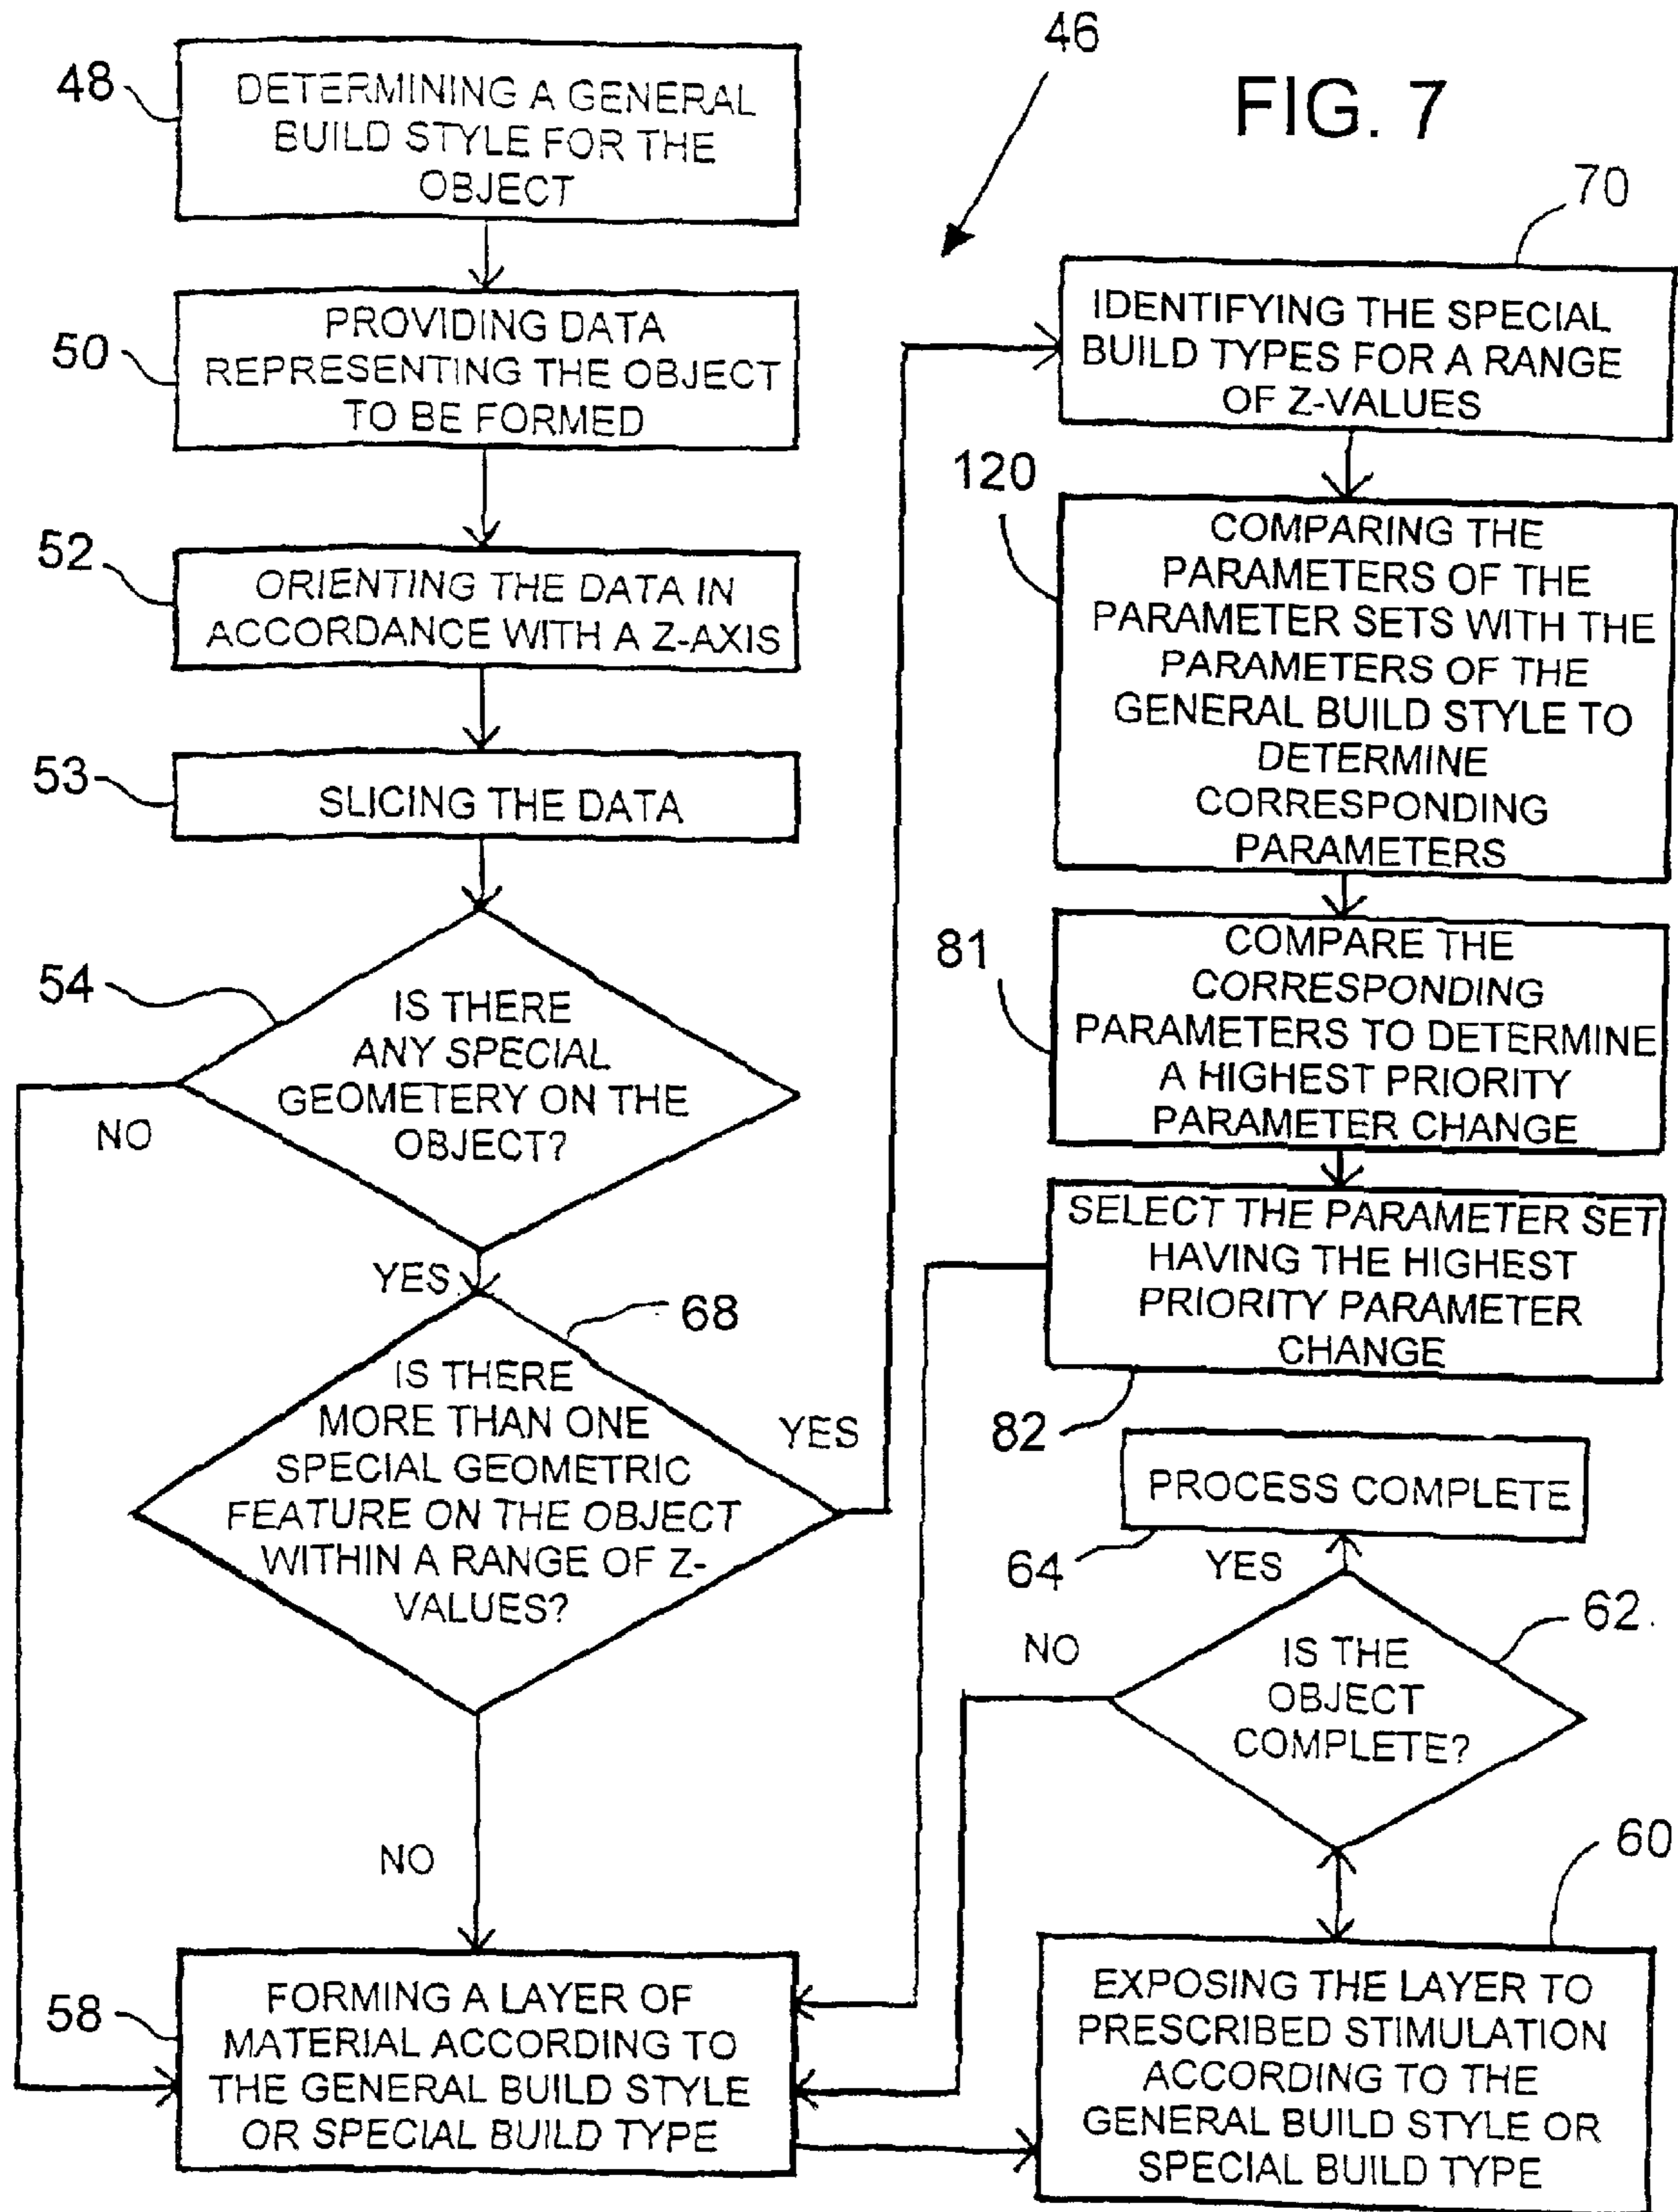 46
FIG. 7
48
DETERMINING A GENERAL
BUILD STYLE FOR THE
OBJECT
50
PROVIDING DATA
REPRESENTING THE OBJECT
TO BE FORMED
52
ORIENTING THE DATA IN
ACCORDANCE WITH A Z-AXIS
53
SLICING THE DATA
54
IS THERE
ANY SPECIAL
GEOMETERY ON THE
OBJECT?
NO
YES
68
IS THERE
MORE THAN ONE
SPECIAL GEOMETRIC
FEATURE ON THE OBJECT
WITHIN A RANGE OF Z-
VALUES?
YES
NO
58
FORMING A LAYER OF
MATERIAL ACCORDING TO
THE GENERAL BUILD STYLE
OR SPECIAL BUILD TYPE
70
IDENTIFYING THE SPECIAL
BUILD TYPES FOR A RANGE
OF Z-VALUES
120
COMPARING THE
PARAMETERS OF THE
PARAMETER SETS WITH THE
PARAMETERS OF THE
GENERAL BUILD STYLE TO
DETERMINE
CORRESPONDING
PARAMETERS
81
COMPARE THE
CORRESPONDING
PARAMETERS TO DETERMINE
A HIGHEST PRIORITY
PARAMETER CHANGE
SELECT THE PARAMETER SET
HAVING THE HIGHEST
PRIORITY PARAMETER
CHANGE
82
PROCESS COMPLETE
64
YES
62.
NO
IS THE
OBJECT
COMPLETE?
60
EXPOSING THE LAYER TO
PRESCRIBED STIMULATION
ACCORDING TO THE
GENERAL BUILD STYLE OR
SPECIAL BUILD TYPE